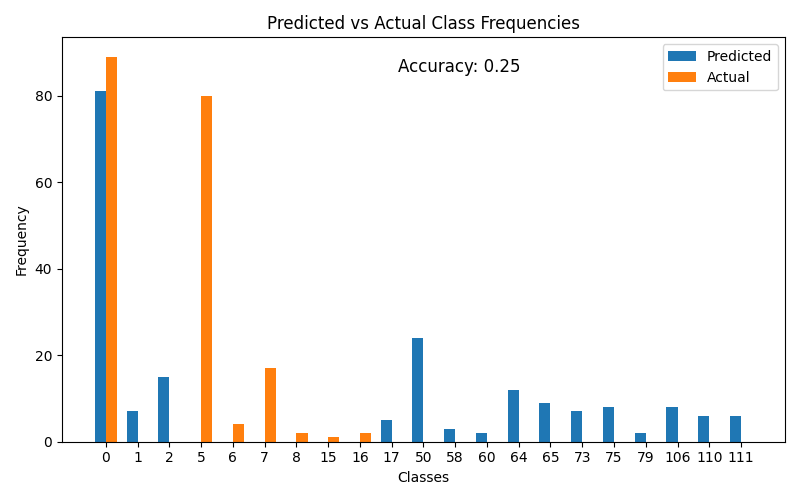 Predicted vs Actual Class Frequencies
Accuracy: 0.25
Predicted
Actual
Frequency
80
60
40
20
0
0 1 2 5 6 7 8 15 16 17 50 58 60 64 65 73 75 79 106 110 111
Classes